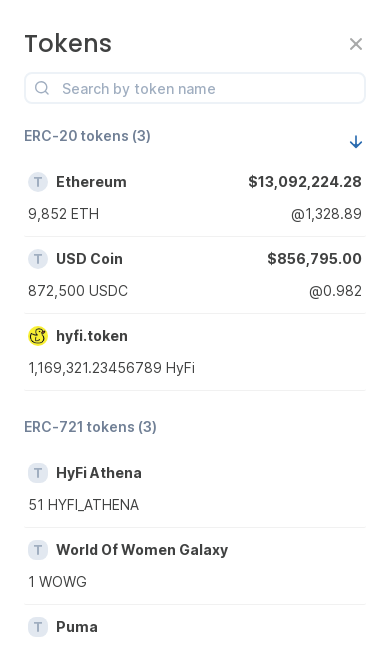 Tokens
Search by token name
ERC-20 tokens (3)
T Ethereum $13,092,224.28
9,852 ETH @1,328.89
T USD Coin $856,795.00
872,500 USDC @0.982
hyfi.token
1,169,321.23456789 HyFi
ERC-721 tokens (3)
T HyFi Athena
51 HYFI_ATHENA
T World Of Women Galaxy
1 WOWG
T Puma